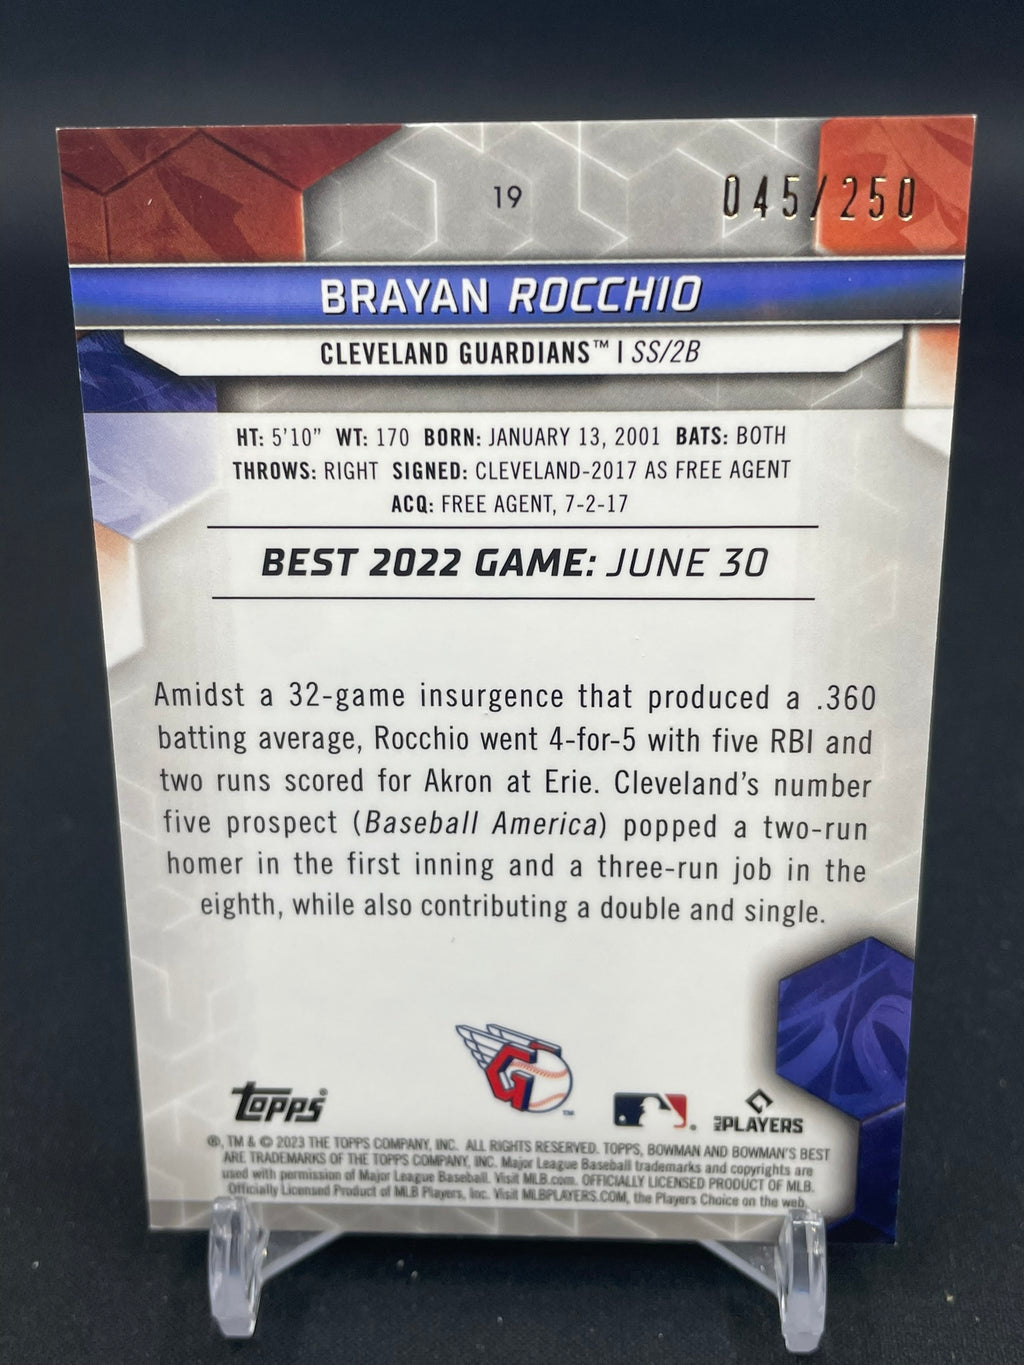 19
045/250
BRAYAN ROCCHIO
CLEVELAND GUARDIANS™ | SS/2B
HT: 5'10" WT: 170 BORN: JANUARY 13, 2001 BATS: BOTH
THROWS: RIGHT SIGNED: CLEVELAND-2017 AS FREE AGENT
ACQ: FREE AGENT, 7-2-17
BEST 2022 GAME: JUNE 30
Amidst a 32-game insurgence that produced a .360
batting average, Rocchio went 4-for-5 with five RBI and
two runs scored for Akron at Erie. Cleveland's number
five prospect (Baseball America) popped a two-run
homer in the first inning and a three-run job in the
eighth, while also contributing a double and single.
Topps®
MLB PLAYERS
®, TM & © 2023 THE TOPPS COMPANY, INC. ALL RIGHTS RESERVED. TOPPS, BOWMAN AND BOWMAN'S BEST
ARE TRADEMARKS OF THE TOPPS COMPANY, INC. Major League Baseball trademarks and copyrights are
used with permission of Major League Baseball. Visit MLB.com. OFFICIALLY LICENSED PRODUCT OF MLB.
Officially Licensed Product of MLB Players, Inc. Visit MLBPLAYERS.COM, the Players Choice on the web.